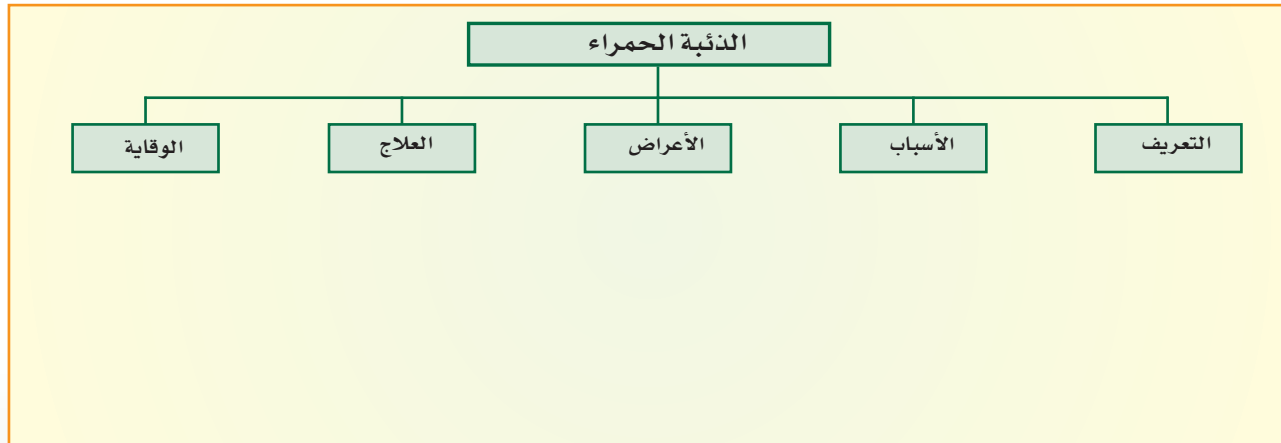 الذئبة الحمراء
التعريف
الأسباب
الأعراض
العلاج
الوقاية